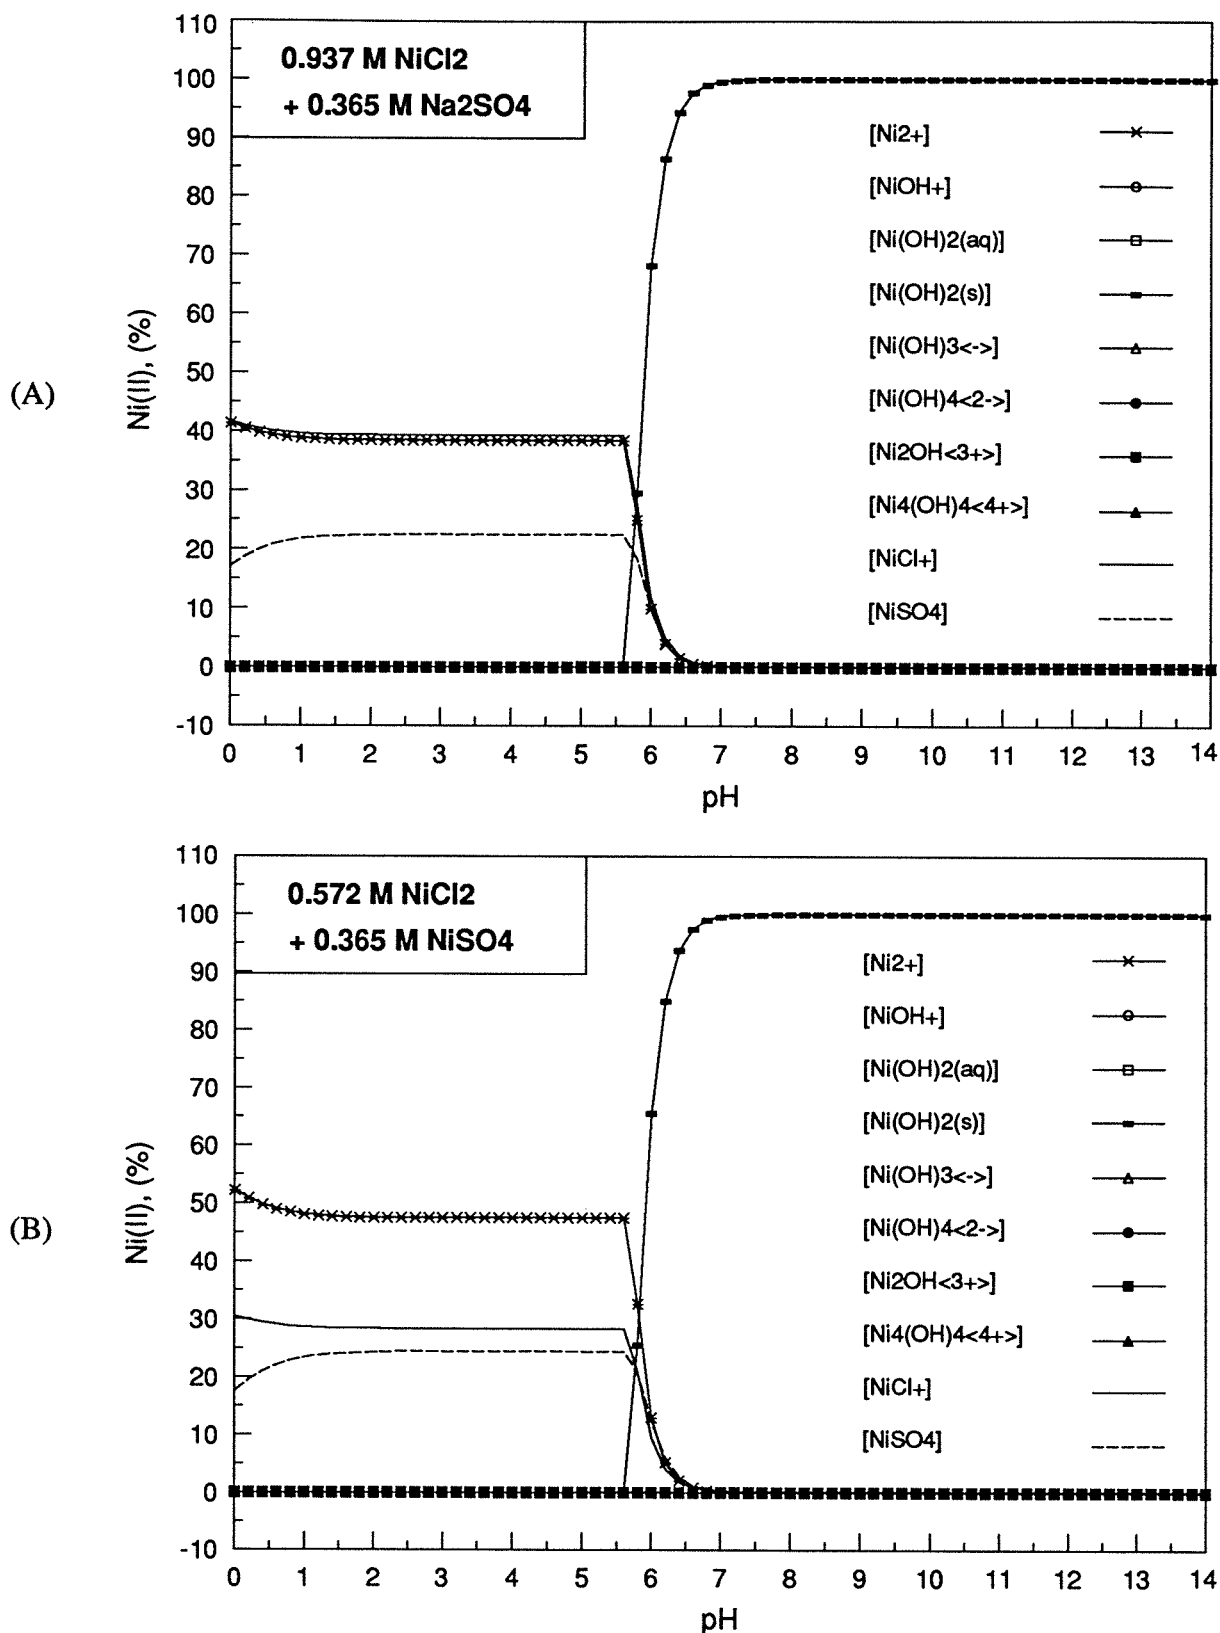 (A)
0.937 M NiCl2
+ 0.365 M Na2SO4
Ni(II), (%)
110
100
90
80
70
60
50
40
30
20
10
0
-10
[Ni2+]
[NiOH+]
[Ni(OH)2(aq)]
[Ni(OH)2(s)]
[Ni(OH)3<->]
[Ni(OH)4<2->]
[Ni2OH<3+>]
[Ni4(OH)4<4+>]
[NiCl+]
[NiSO4]
0 1 2 3 4 5 6 7 8 9 10 11 12 13 14
pH
(B)
0.572 M NiCl2
+ 0.365 M NiSO4
Ni(II), (%)
110
100
90
80
70
60
50
40
30
20
10
0
-10
[Ni2+]
[NiOH+]
[Ni(OH)2(aq)]
[Ni(OH)2(s)]
[Ni(OH)3<->]
[Ni(OH)4<2->]
[Ni2OH<3+>]
[Ni4(OH)4<4+>]
[NiCl+]
[NiSO4]
0 1 2 3 4 5 6 7 8 9 10 11 12 13 14
pH